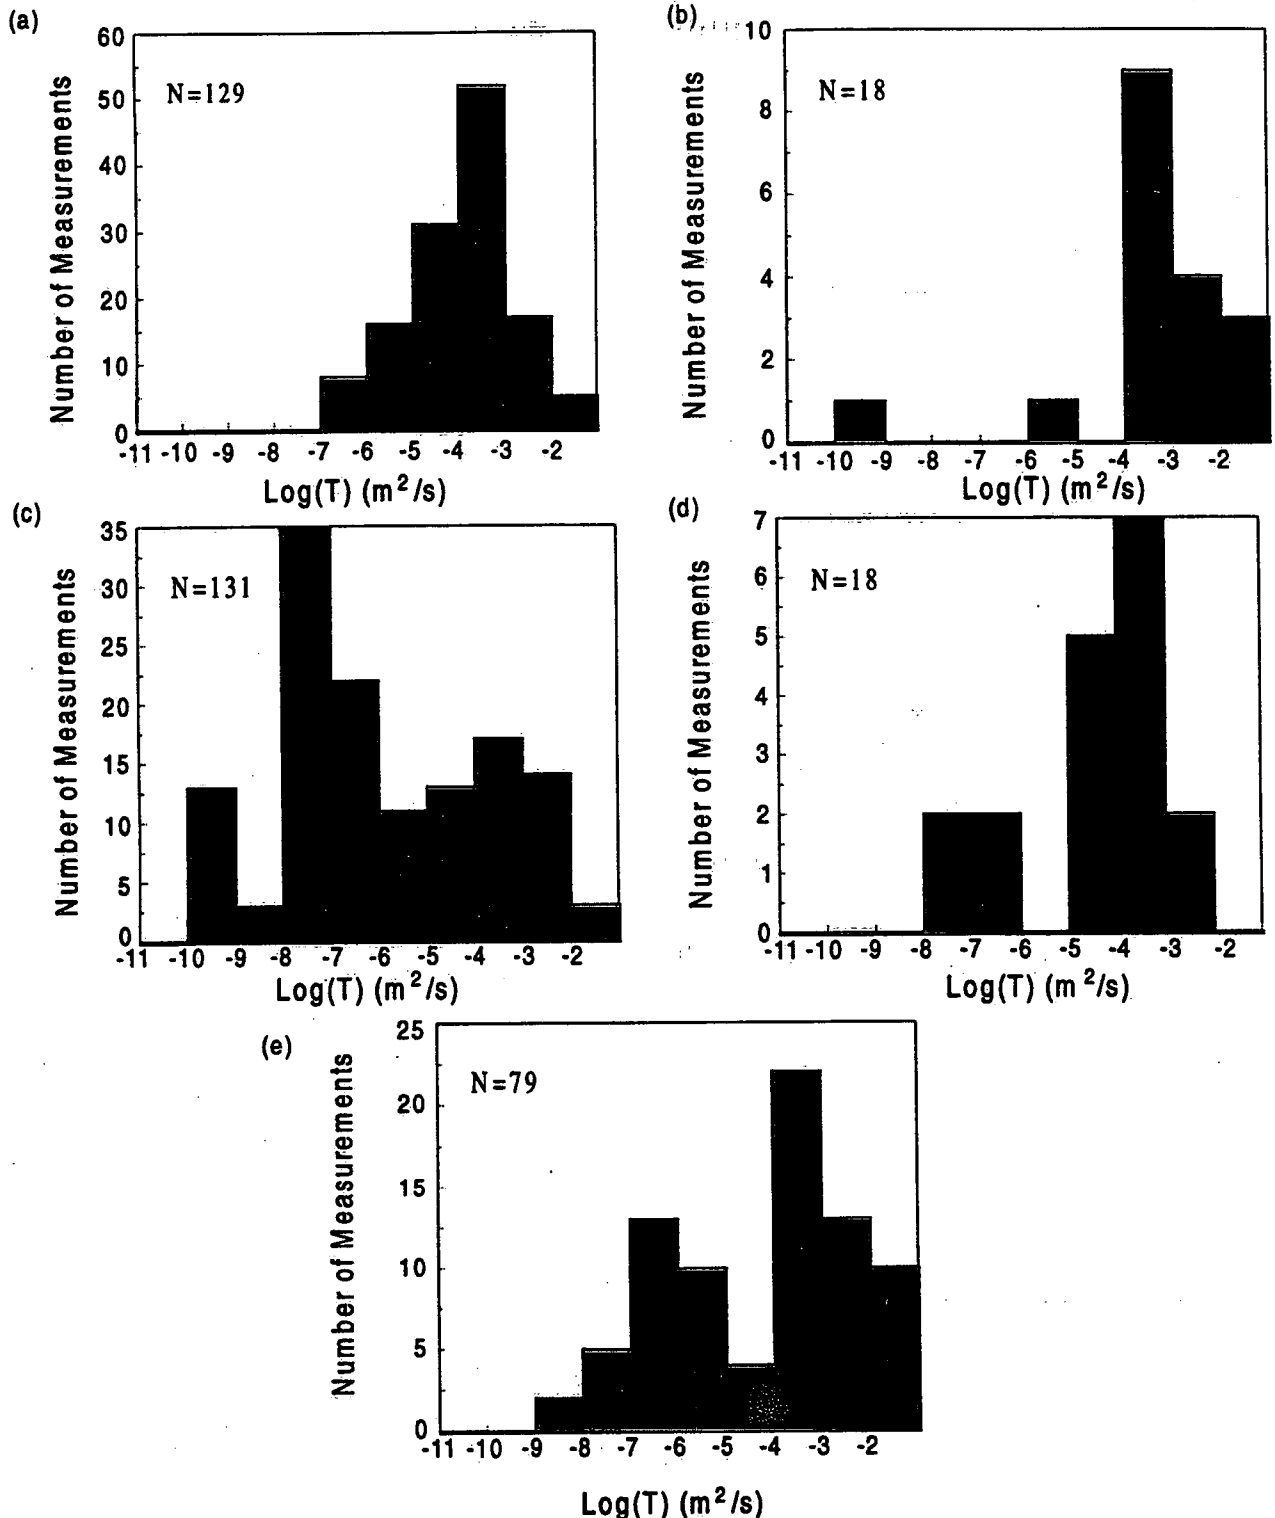 (a)
Number of Measurements
60
50
40
30
20
10
0
N=129
-11 -10 -9 -8 -7 -6 -5 -4 -3 -2
Log(T) (m²/s)
(b)
Number of Measurements
10
8
6
4
2
0
N=18
-11 -10 -9 -8 -7 -6 -5 -4 -3 -2
Log(T) (m²/s)
(c)
Number of Measurements
35
30
25
20
15
10
5
0
N=131
-11 -10 -9 -8 -7 -6 -5 -4 -3 -2
Log(T) (m²/s)
(d)
Number of Measurements
7
6
5
4
3
2
1
0
N=18
-11 -10 -9 -8 -7 -6 -5 -4 -3 -2
Log(T) (m²/s)
(e)
Number of Measurements
25
20
15
10
5
0
N=79
-11 -10 -9 -8 -7 -6 -5 -4 -3 -2
Log(T) (m²/s)